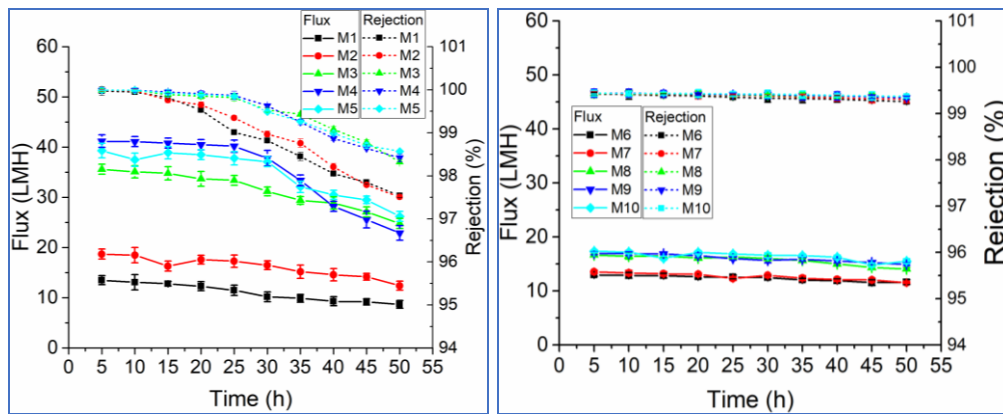 Flux Rejection
M1 M1
M2 M2
M3 M3
M4 M4
M5 M5
60
50
40
30
20
10
0
Flux (LMH)
101
100
99
98
97
96
95
94
Rejection (%)
0 5 10 15 20 25 30 35 40 45 50 55
Time (h)
60
50
40
30
20
10
0
Flux (LMH)
Flux Rejection
M6 M6
M7 M7
M8 M8
M9 M9
M10 M10
101
100
99
98
97
96
95
94
Rejection (%)
0 5 10 15 20 25 30 35 40 45 50 55
Time (h)